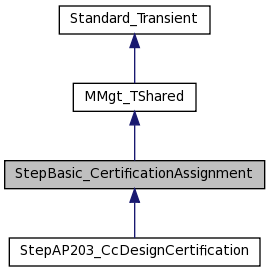 Standard_Transient
MMgt_TShared
StepBasic_CertificationAssignment
StepAP203_CcDesignCertification